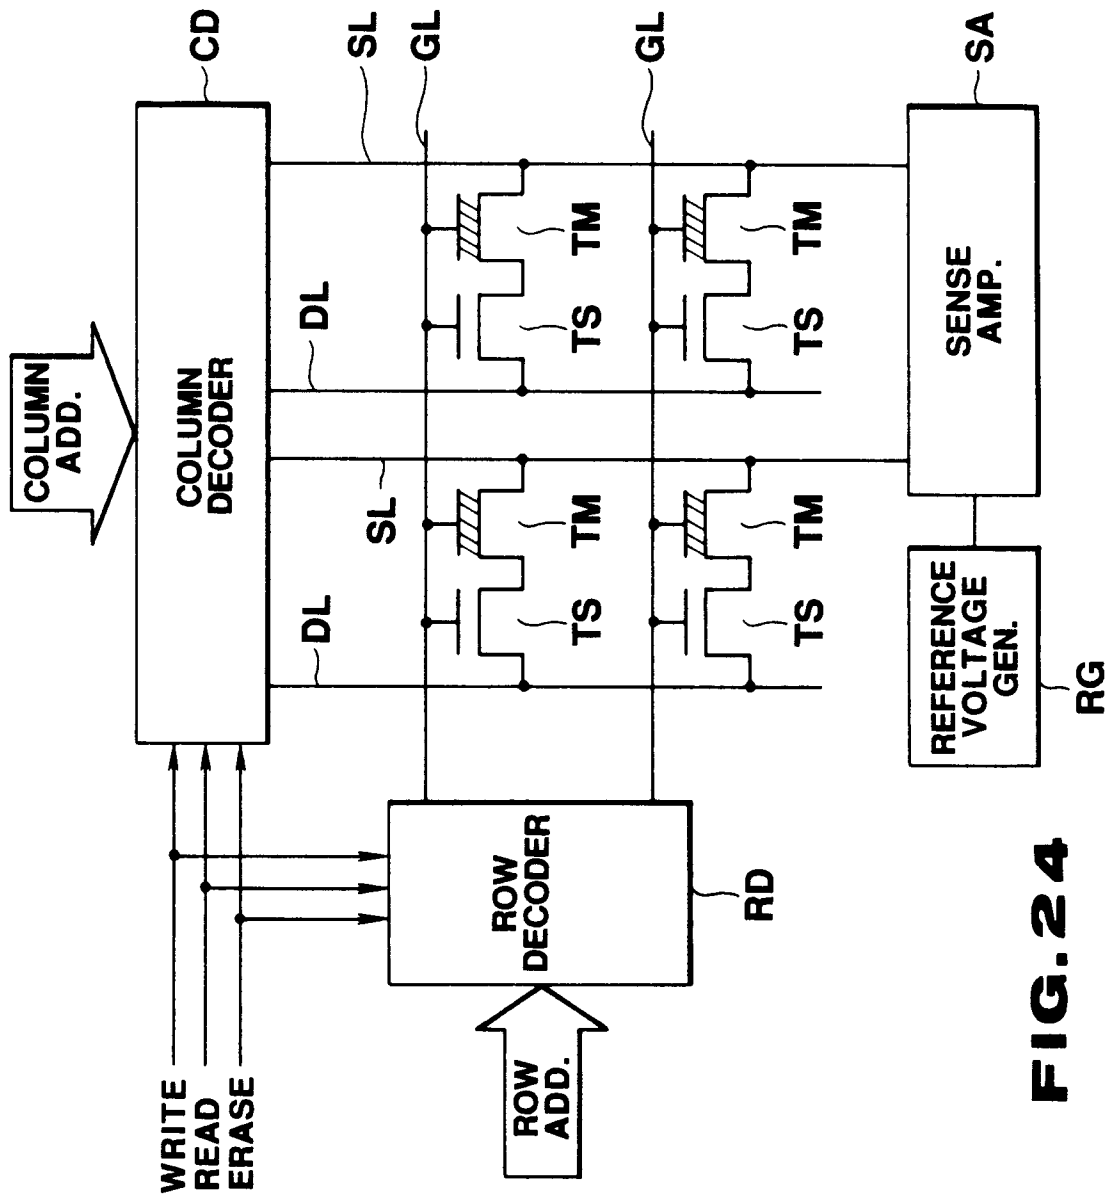 COLUMN
ADD.
CD
COLUMN
DECODER
WRITE
READ
ERASE
DL
SL
DL
SL
GL
TS
TM
TS
TM
GL
TS
TM
TS
TM
ROW
ADD.
ROW
DECODER
RD
REFERENCE
VOLTAGE
GEN.
RG
SENSE
AMP.
SA
FIG.24